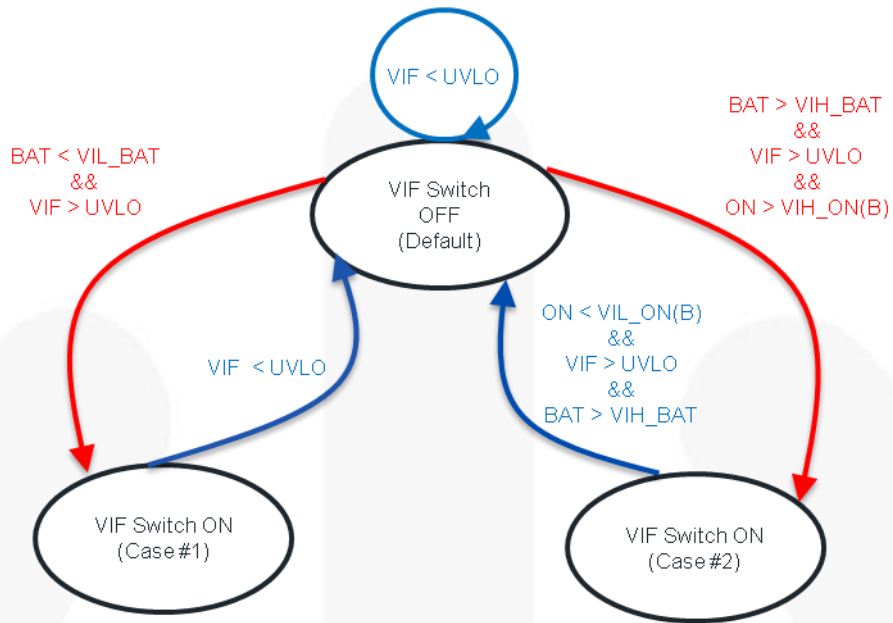 VIF < UVLO
BAT < VIL_BAT
&&
VIF > UVLO
VIF Switch
OFF
(Default)
BAT > VIH_BAT
&&
VIF > UVLO
&&
ON > VIH_ON(B)
VIF < UVLO
ON < VIL_ON(B)
&&
VIF > UVLO
&&
BAT > VIH_BAT
VIF Switch ON
(Case #1)
VIF Switch ON
(Case #2)